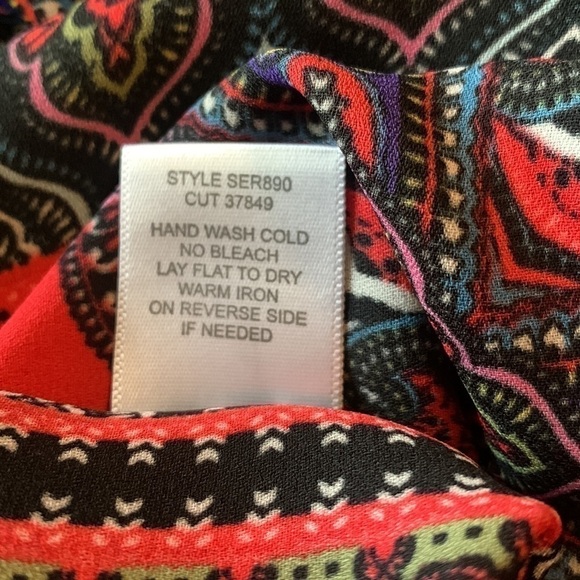 STYLE SER890
CUT 37849
HAND WASH COLD
NO BLEACH
LAY FLAT TO DRY
WARM IRON
ON REVERSE SIDE
IF NEEDED